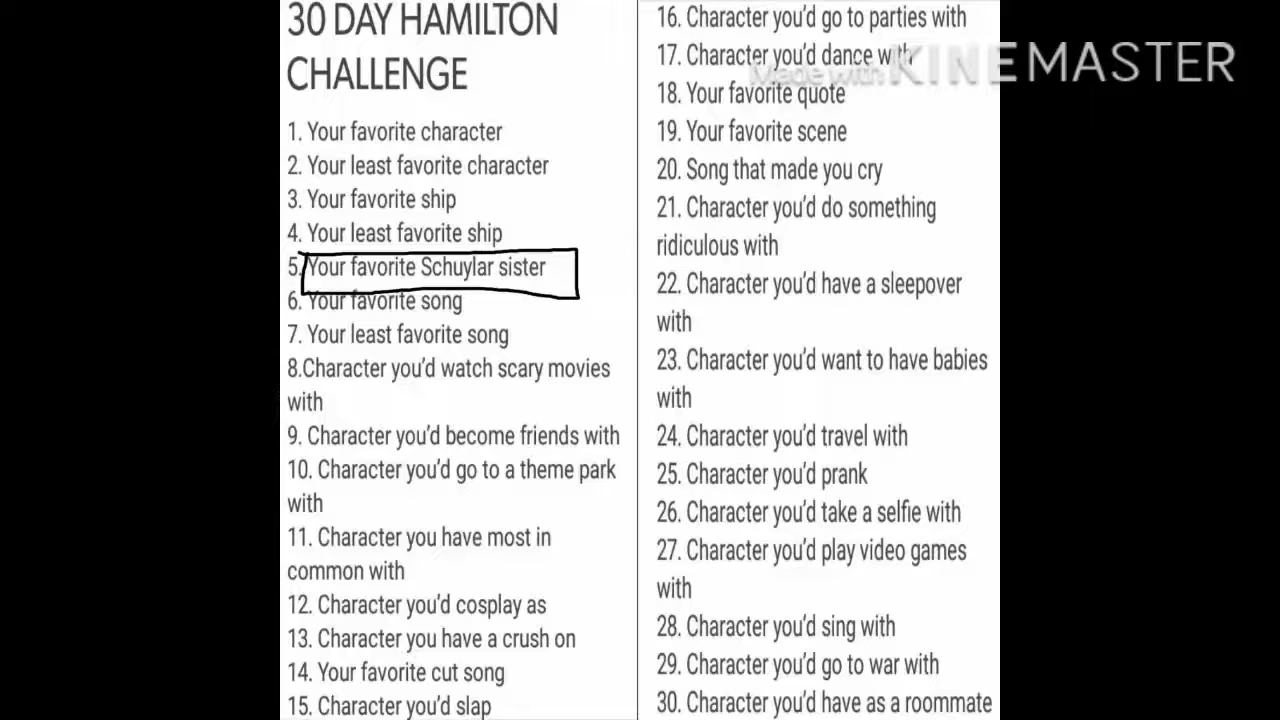 30 DAY HAMILTON
CHALLENGE
1. Your favorite character
2. Your least favorite character
3. Your favorite ship
4. Your least favorite ship
5. Your favorite Schuylar sister
6. Your favorite song
7. Your least favorite song
8.Character you'd watch scary movies
with
9. Character you'd become friends with
10. Character you'd go to a theme park
with
11. Character you have most in
common with
12. Character you'd cosplay as
13. Character you have a crush on
14. Your favorite cut song
15. Character you'd slap
16. Character you'd go to parties with
17. Character you'd dance with
18. Your favorite quote
19. Your favorite scene
20. Song that made you cry
21. Character you'd do something
ridiculous with
22. Character you'd have a sleepover
with
23. Character you'd want to have babies
with
24. Character you'd travel with
25. Character you'd prank
26. Character you'd take a selfie with
27. Character you'd play video games
with
28. Character you'd sing with
29. Character you'd go to war with
30. Character you'd have as a roommate
Made with KINEMASTER